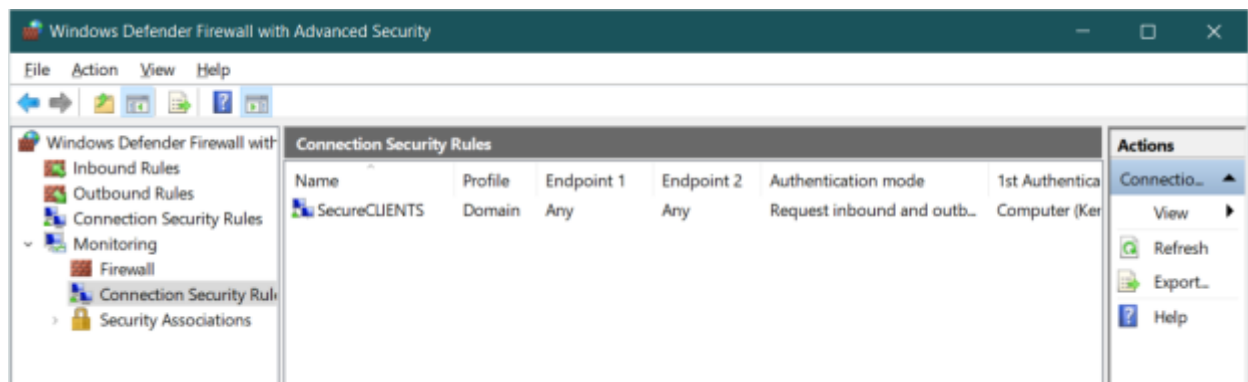 Windows Defender Firewall with Advanced Security
File Action View Help
Windows Defender Firewall with
Inbound Rules
Outbound Rules
Connection Security Rules
Monitoring
Firewall
Connection Security Rul
Security Associations
Connection Security Rules
Name Profile Endpoint 1 Endpoint 2 Authentication mode 1st Authentica
SecureCLIENTS Domain Any Any Request inbound and outb... Computer (Ker
Actions
Connectio...
View
Refresh
Export...
Help